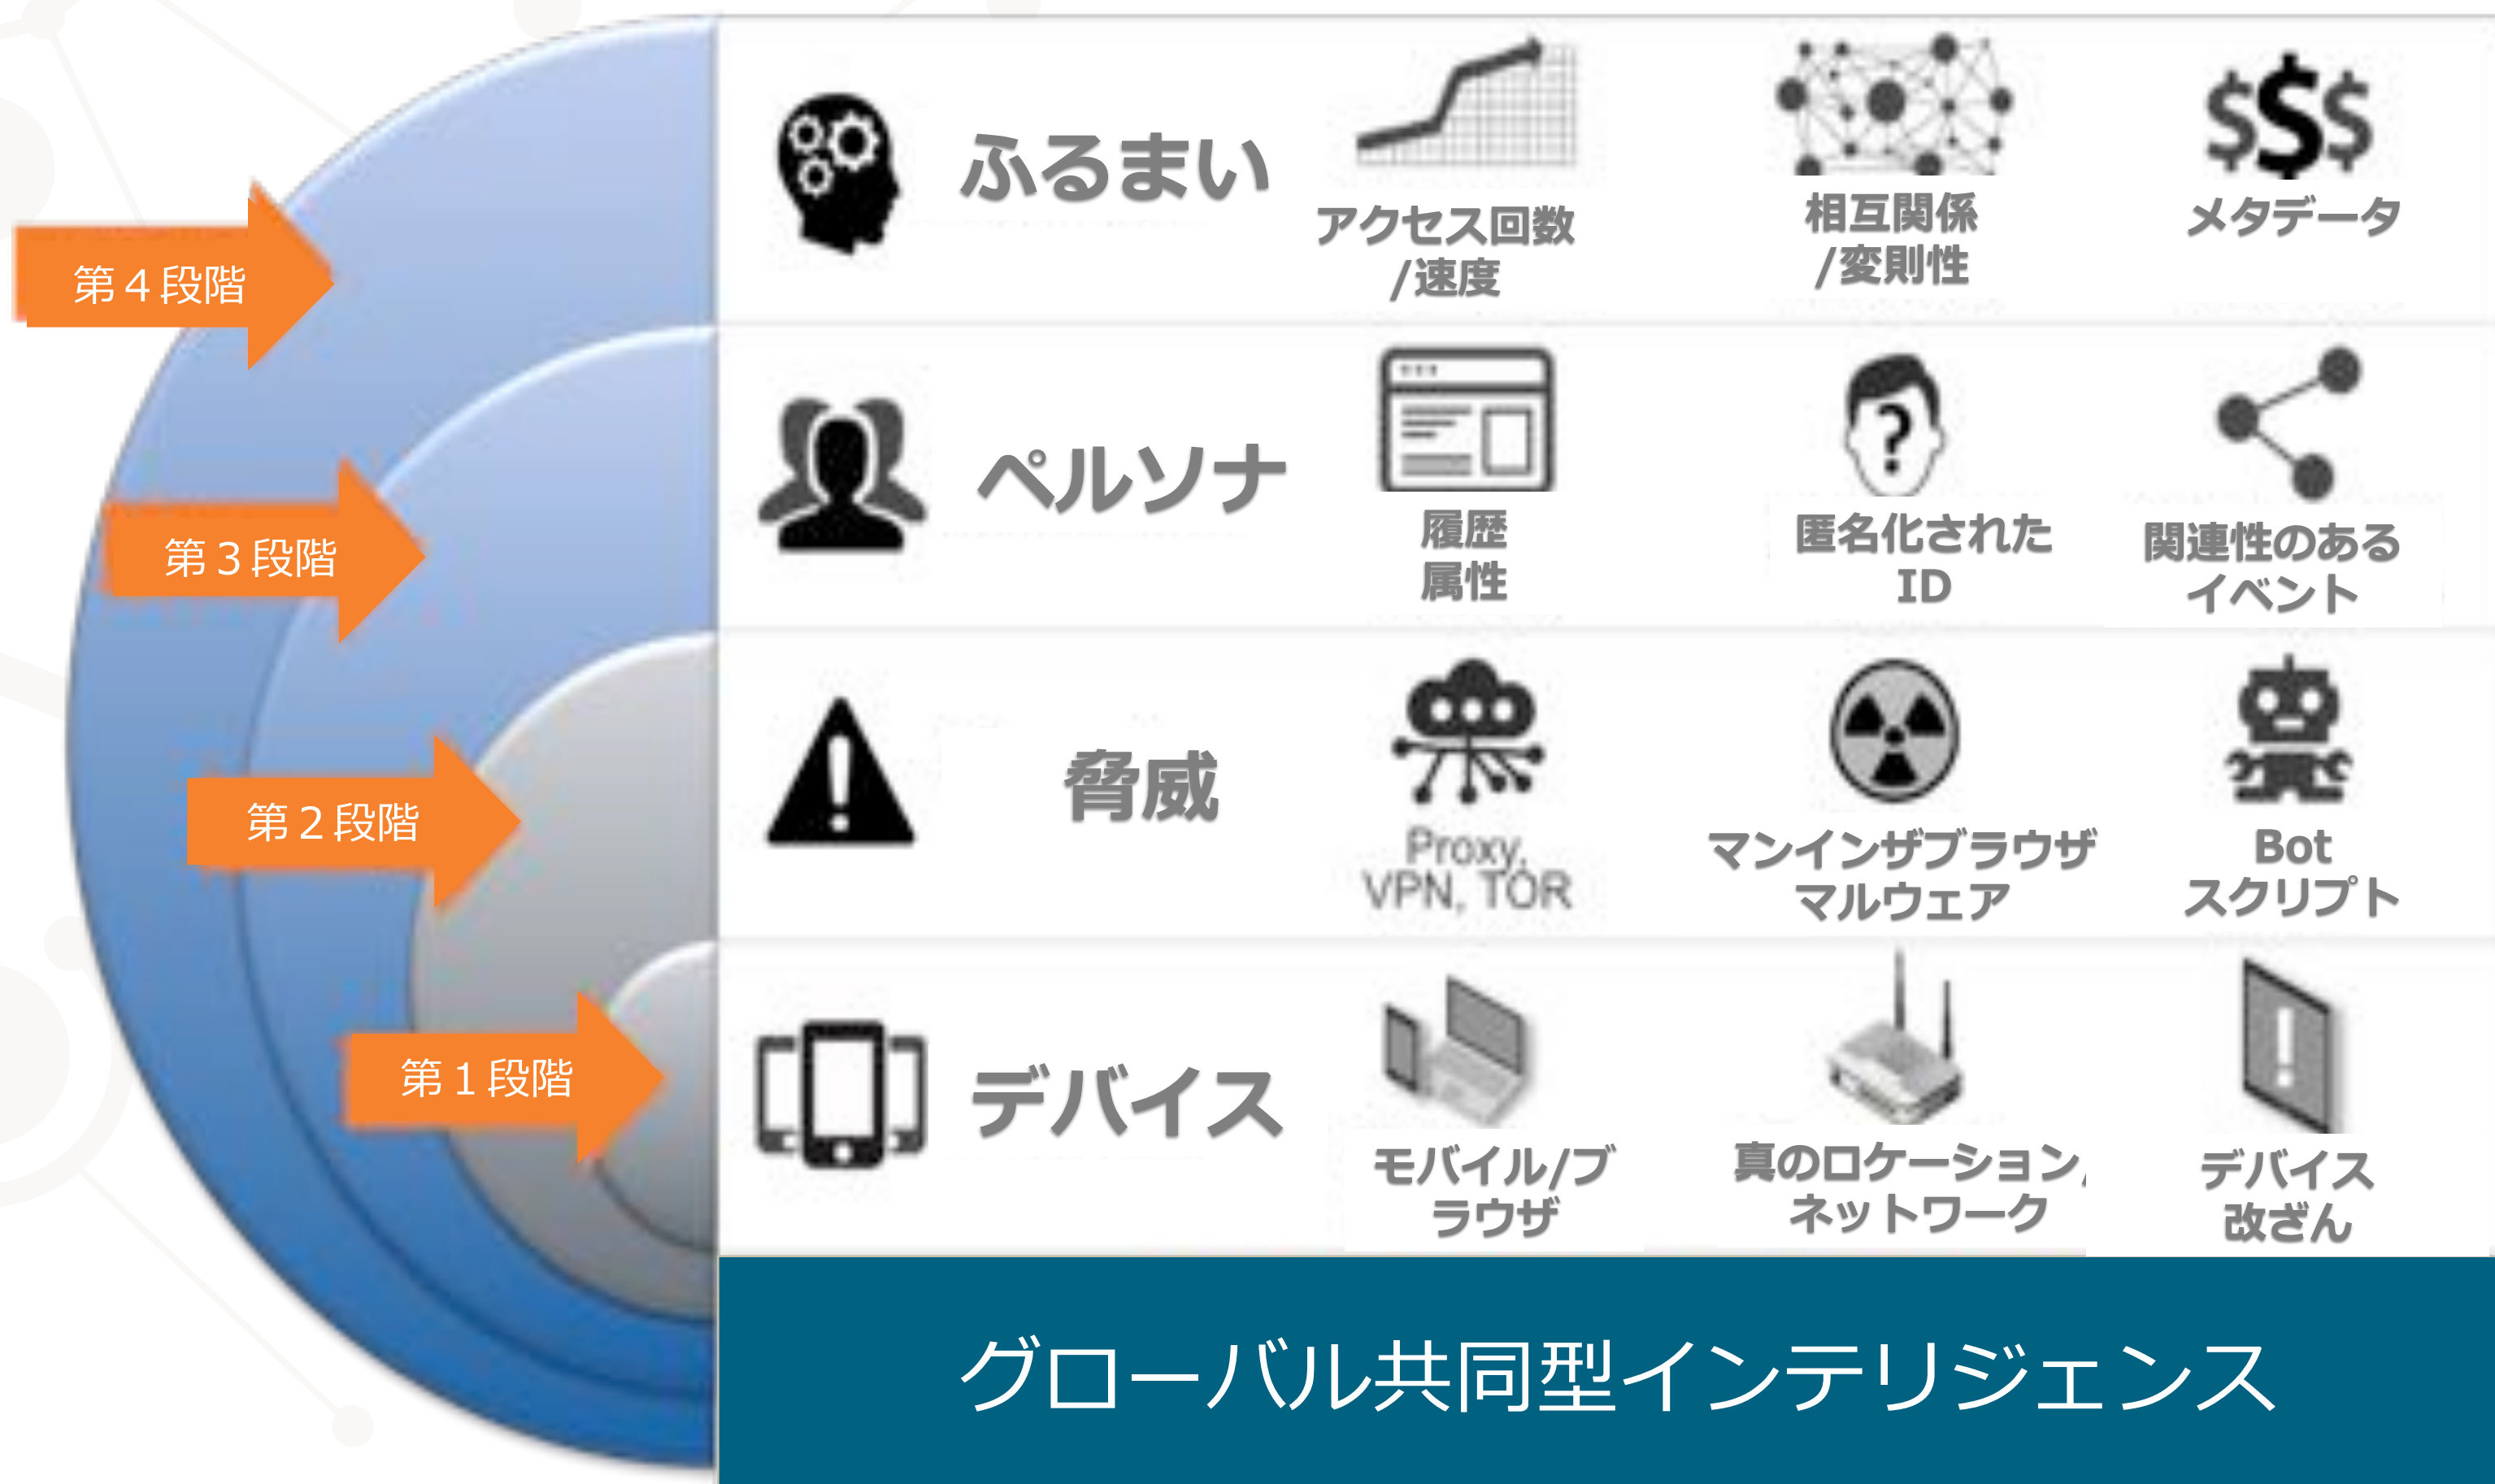 第４段階
ふるまい
アクセス回数
/速度
相互関係
/変則性
$$$
メタデータ
第３段階
ペルソナ
履歴
属性
?
匿名化された
ID
関連性のある
イベント
第２段階
脅威
Proxy,
VPN, TOR
マンインザブラウザ
マルウェア
Bot
スクリプト
第１段階
デバイス
モバイル/ブ
ラウザ
真のロケーション,
ネットワーク
デバイス
改ざん
グローバル共同型インテリジェンス